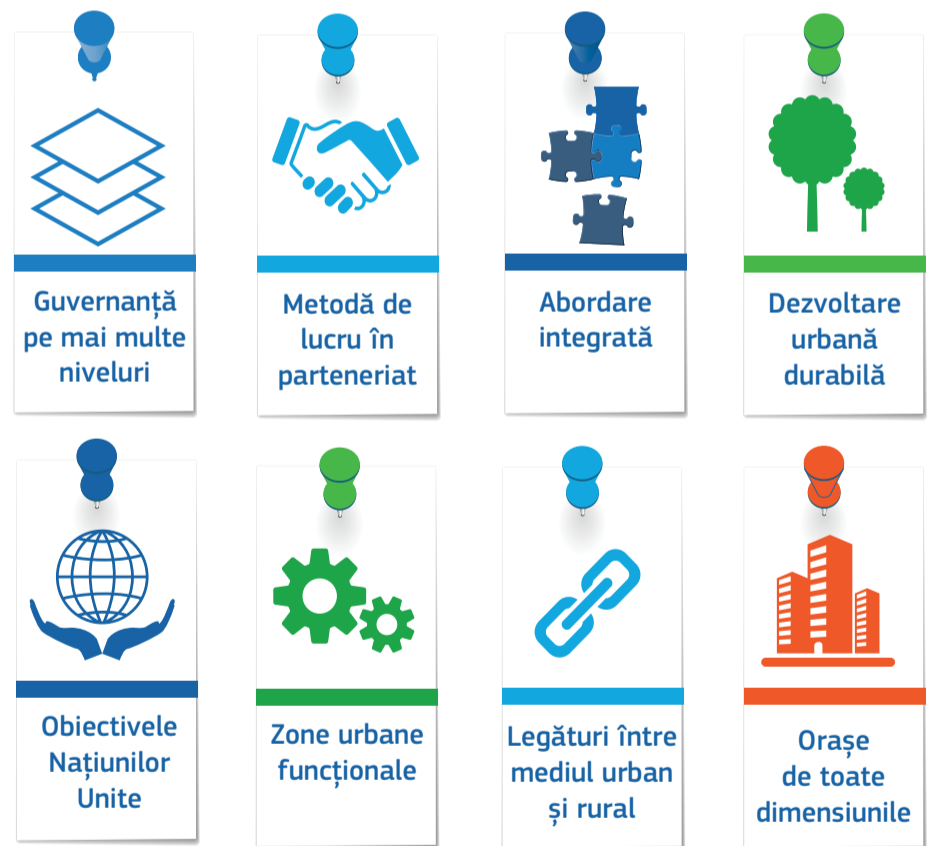 Guvernanță
pe mai multe
niveluri
Metodă de
lucru în
parteneriat
Abordare
integrată
Dezvoltare
urbană
durabilă
Obiectivele
Națiunilor
Unite
Zone urbane
funcționale
Legături între
mediul urban
și rural
Orașe
de toate
dimensiunile